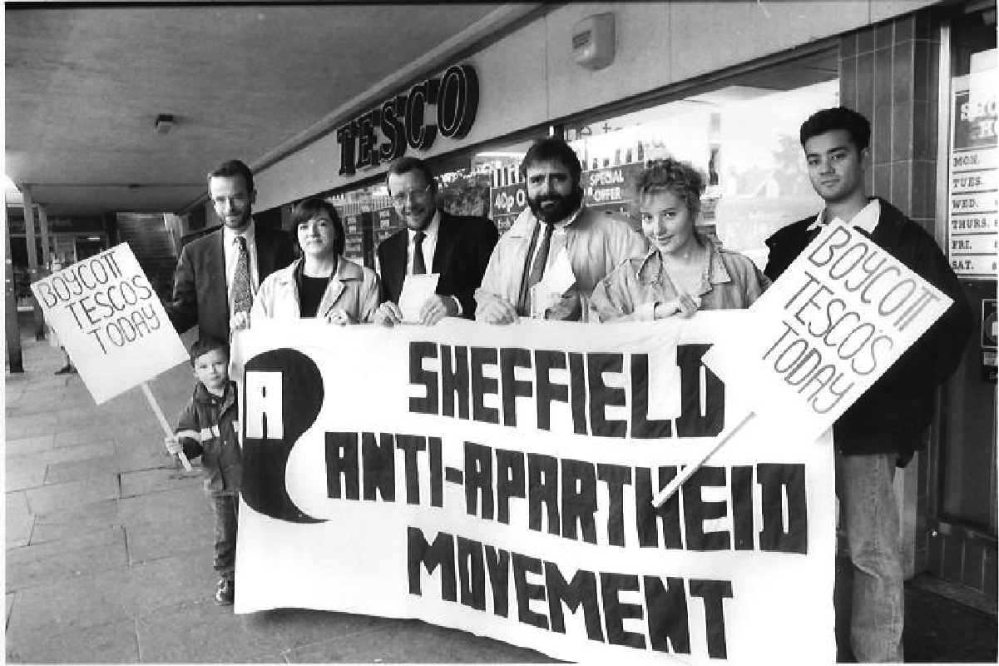 TESCO
40p O
SPECIAL
OFFER
MON.
TUES.
WED.
THURS.
FRI.
SAT.
BOYCOTT
TESCOS
TODAY
BOYCOTT
TESCO'S
TODAY
A
SHEFFIELD
ANTI-APARTHEID
MOVEMENT